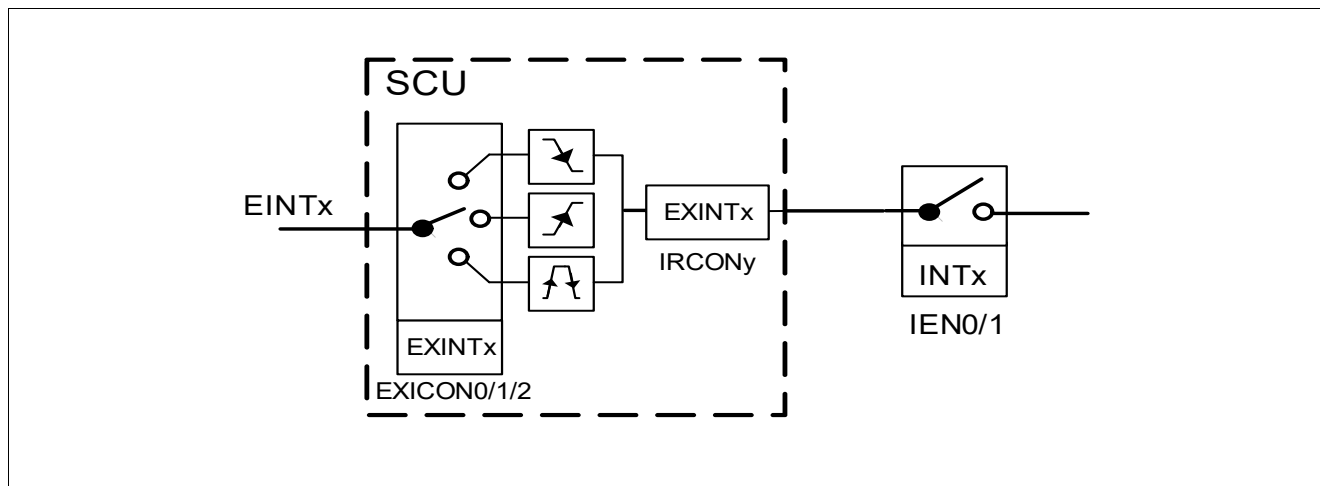 SCU
EINTx
EXINTx
EXICON0/1/2
EXINTx
IRCONy
INTx
IEN0/1